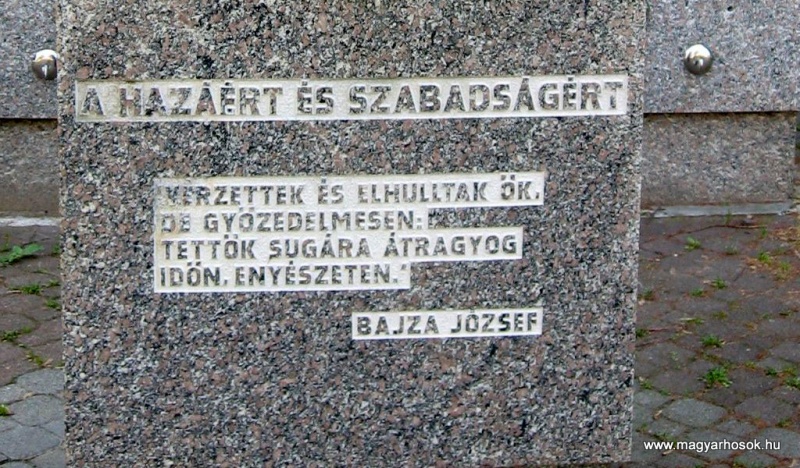 A HAZÁÉRT ÉS SZABADSÁGÉRT
"VÉRZETTEK ÉS ELHULLTAK ŐK,
DE GYŐZEDELMESEN:
TETTÖK SUGÁRA ÁTRAGYOG
IDŐN, ENYÉSZETEN."
BAJZA JÓZSEF
www.magyarhosok.hu